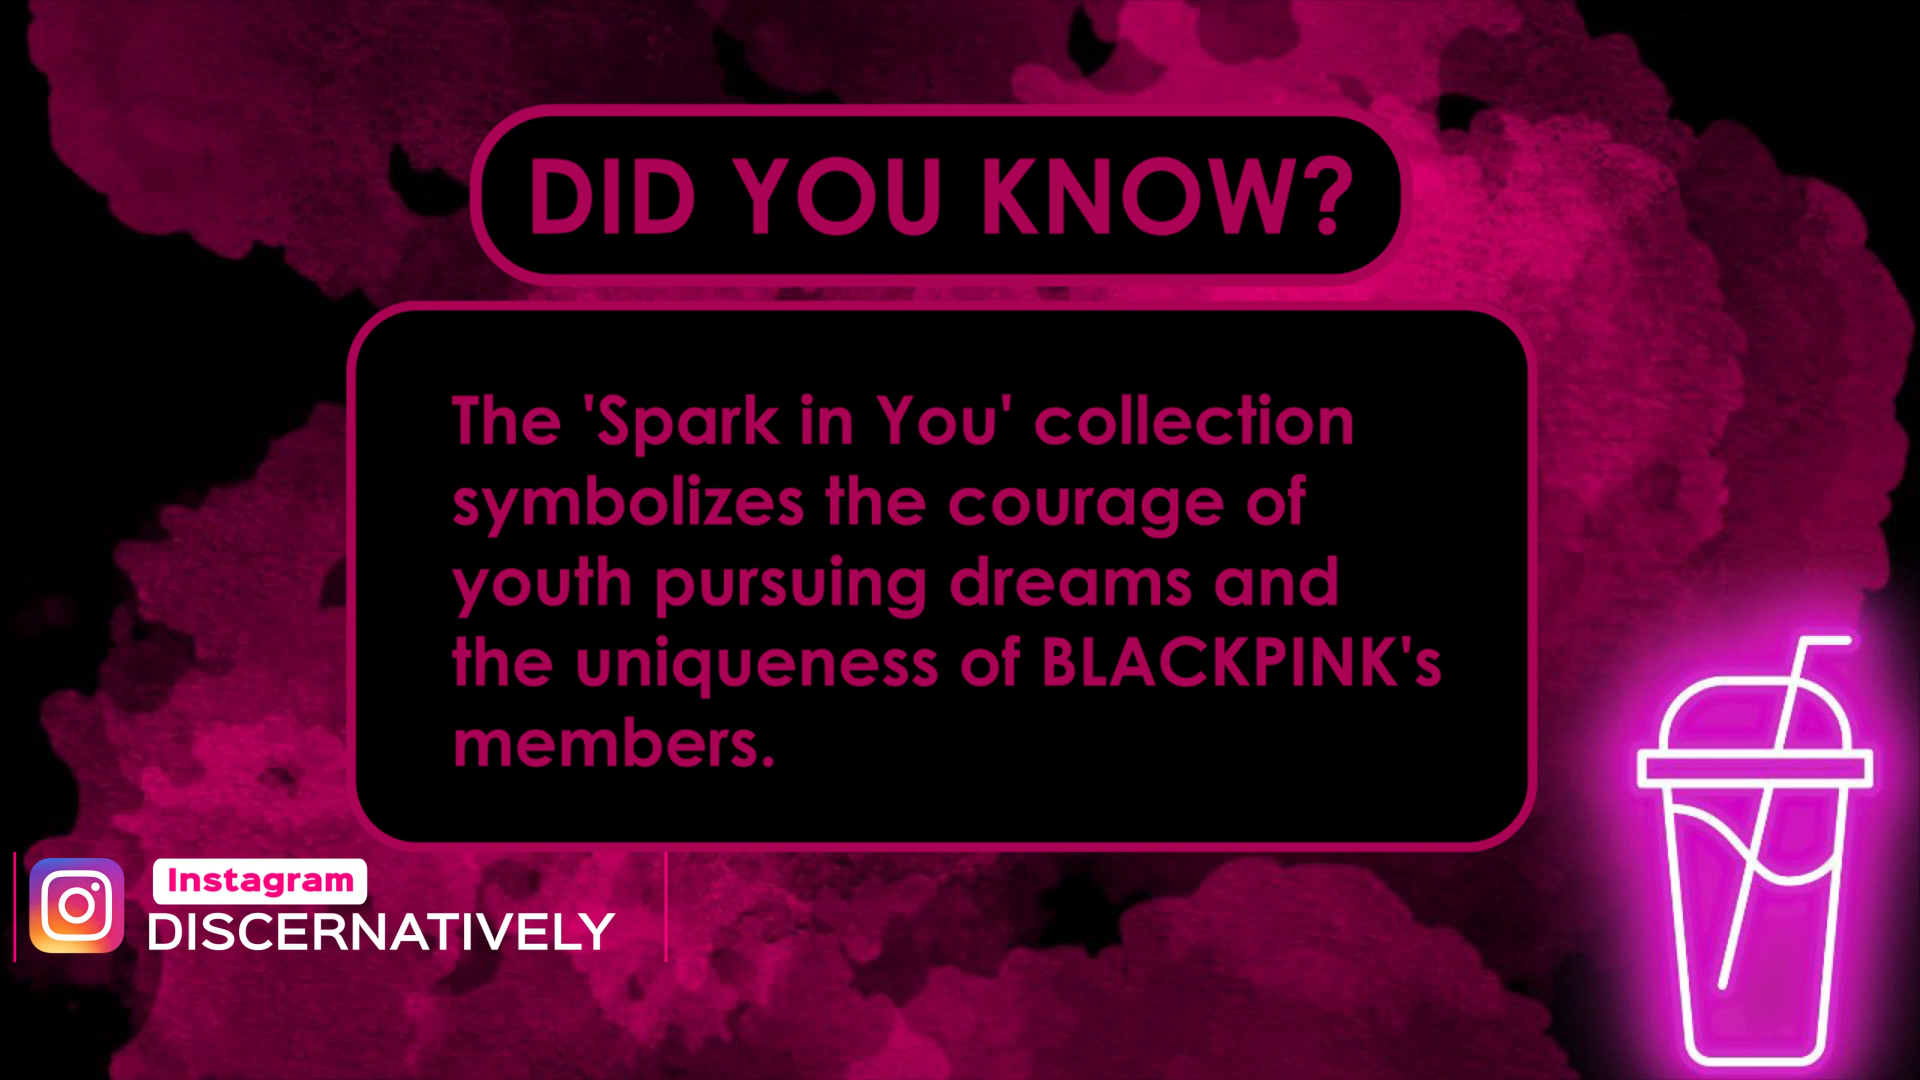 DID YOU KNOW?
The 'Spark in You' collection
symbolizes the courage of
youth pursuing dreams and
the uniqueness of BLACKPINK's
members.
Instagram
DISCERNATIVELY